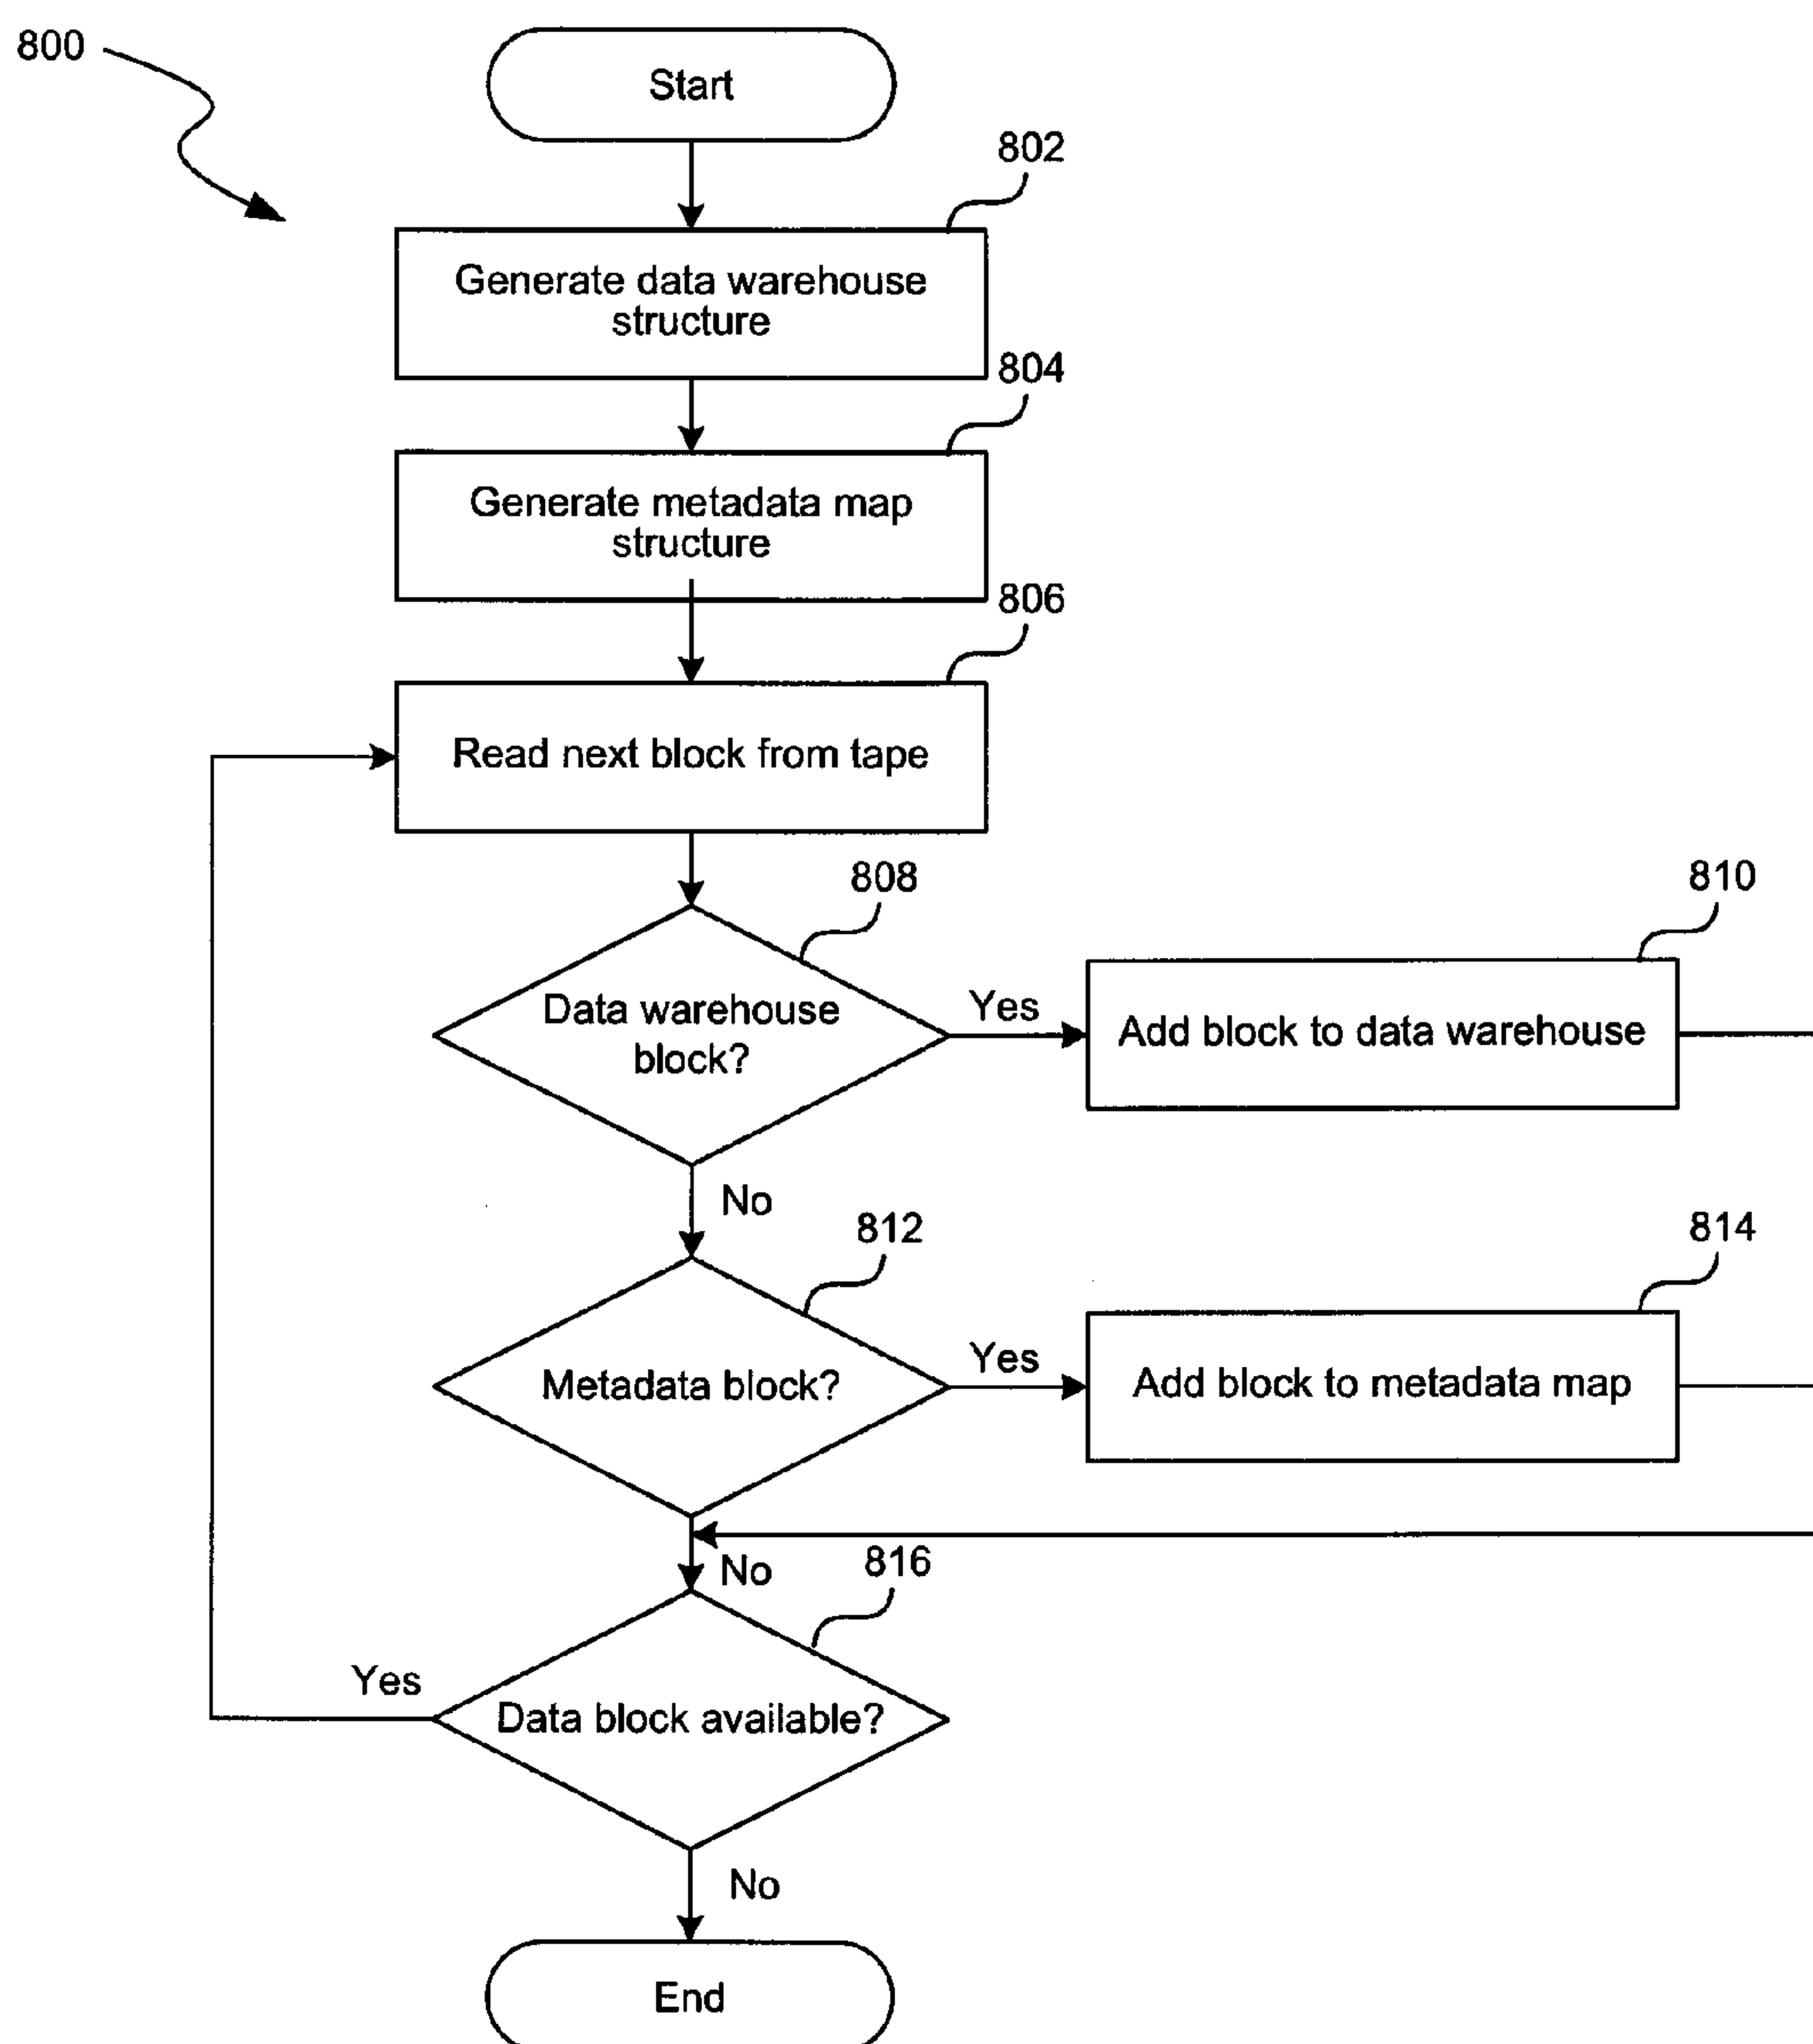 800
Start
802
Generate data warehouse
structure
804
Generate metadata map
structure
806
Read next block from tape
808
810
Data warehouse
block?
Yes
Add block to data warehouse
No
812
814
Metadata block?
Yes
Add block to metadata map
No
816
Yes
Data block available?
No
End